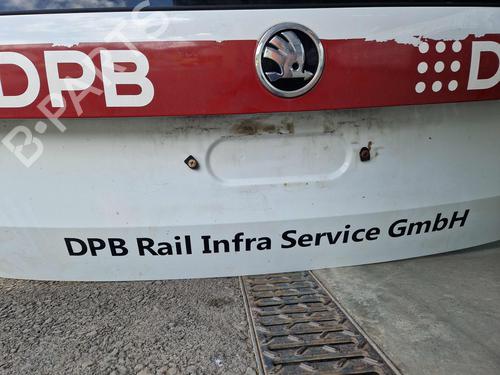 DPB
D
B-PARTS
DPB Rail Infra Service GmbH